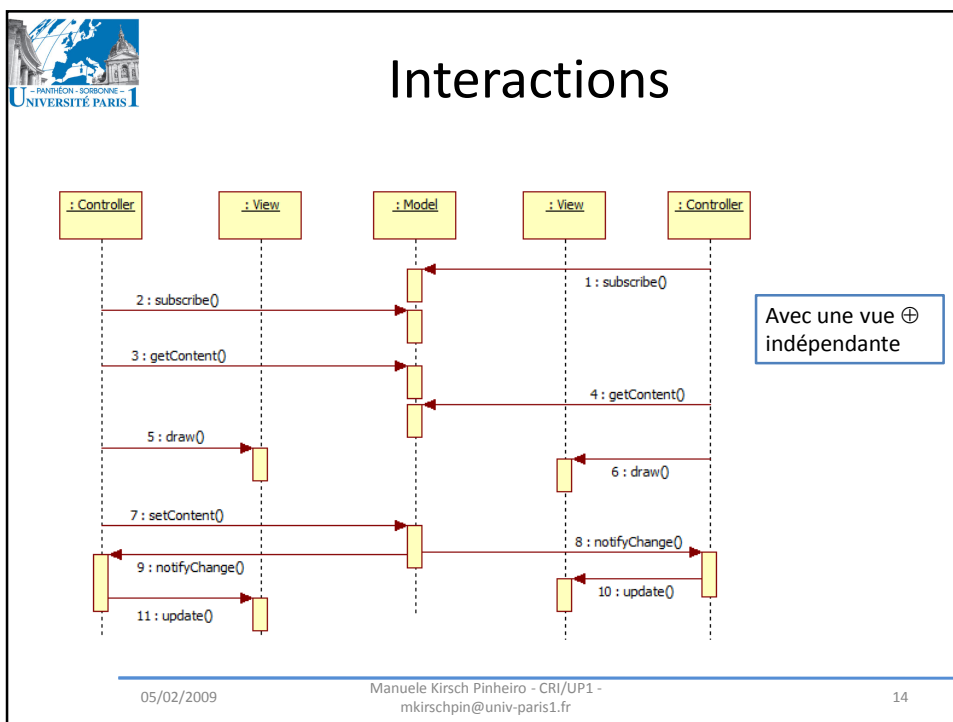 – PANTHÉON - SORBONNE –
UNIVERSITÉ PARIS 1
Interactions
: Controller
: View
: Model
: View
: Controller
1 : subscribe()
2 : subscribe()
3 : getContent()
4 : getContent()
5 : draw()
6 : draw()
7 : setContent()
8 : notifyChange()
9 : notifyChange()
10 : update()
11 : update()
Avec une vue ⊕
indépendante
05/02/2009
Manuele Kirsch Pinheiro - CRI/UP1 -
mkirschpin@univ-paris1.fr
14